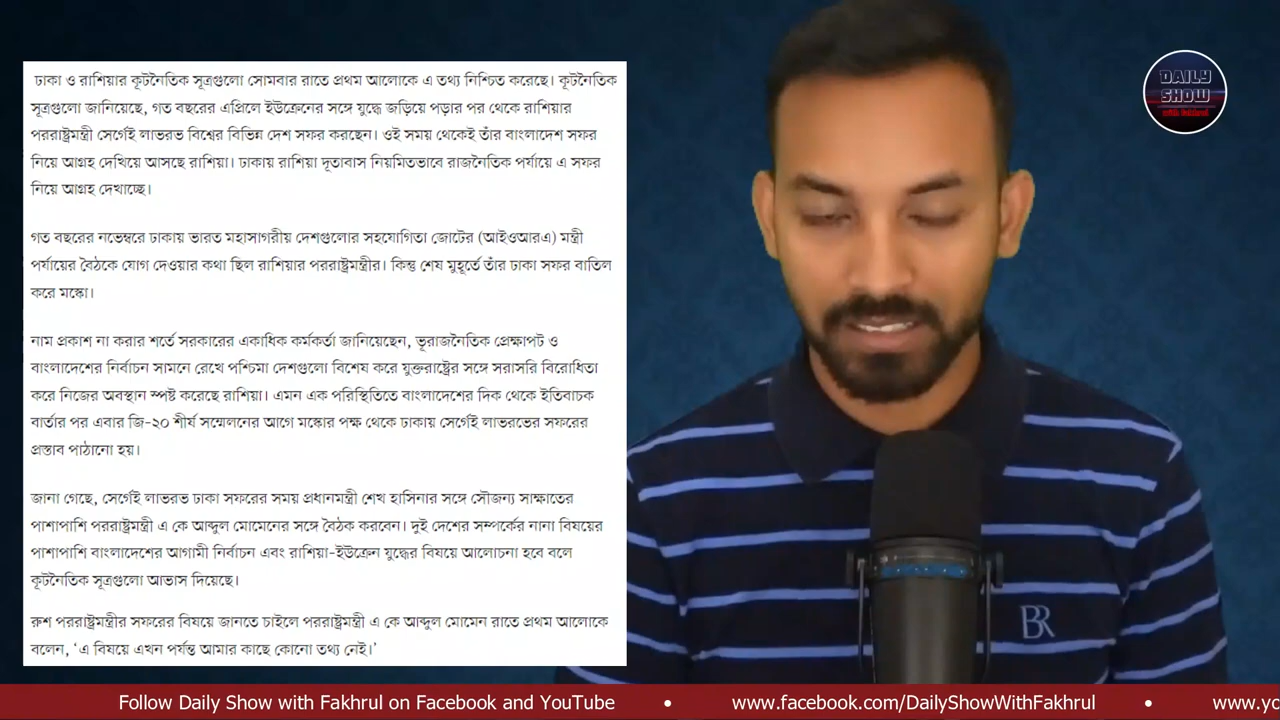 ঢাকা ও রাশিয়ার কূটনৈতিক সূত্রগুলো সোমবার রাতে প্রথম আলোকে এ তথ্য নিশ্চিত করেছে। কূটনৈতিক
সূত্রগুলো জানিয়েছে, গত বছরের এপ্রিলে ইউক্রেনের সঙ্গে যুদ্ধে জড়িয়ে পড়ার পর থেকে রাশিয়ার
পররাষ্ট্রমন্ত্রী সের্গেই লাভরভ বিশ্বের বিভিন্ন দেশ সফর করছেন। ওই সময় থেকেই তাঁর বাংলাদেশ সফর
নিয়ে আগ্রহ দেখিয়ে আসছে রাশিয়া। ঢাকায় রাশিয়া দূতাবাস নিয়মিতভাবে রাজনৈতিক পর্যায়ে এ সফর
নিয়ে আগ্রহ দেখাচ্ছে।
গত বছরের নভেম্বরে ঢাকায় ভারত মহাসাগরীয় দেশগুলোর সহযোগিতা জোটের (আইওআরএ) মন্ত্রী
পর্যায়ের বৈঠকে যোগ দেওয়ার কথা ছিল রাশিয়ার পররাষ্ট্রমন্ত্রীর। কিন্তু শেষ মুহূর্তে তাঁর ঢাকা সফর বাতিল
করে মস্কো।
নাম প্রকাশ না করার শর্তে সরকারের একাধিক কর্মকর্তা জানিয়েছেন, ভূরাজনৈতিক প্রেক্ষাপট ও
বাংলাদেশের নির্বাচন সামনে রেখে পশ্চিমা দেশগুলো বিশেষ করে যুক্তরাষ্ট্রের সঙ্গে সরাসরি বিরোধিতা
করে নিজের অবস্থান স্পষ্ট করেছে রাশিয়া। এমন এক পরিস্থিতিতে বাংলাদেশের দিক থেকে ইতিবাচক
বার্তার পর এবার জি-২০ শীর্ষ সম্মেলনের আগে মস্কোর পক্ষ থেকে ঢাকায় সের্গেই লাভরভের সফরের
প্রস্তাব পাঠানো হয়।
জানা গেছে, সের্গেই লাভরভ ঢাকা সফরের সময় প্রধানমন্ত্রী শেখ হাসিনার সঙ্গে সৌজন্য সাক্ষাতের
পাশাপাশি পররাষ্ট্রমন্ত্রী এ কে আব্দুল মোমেনের সঙ্গে বৈঠক করবেন। দুই দেশের সম্পর্কের নানা বিষয়ের
পাশাপাশি বাংলাদেশের আগামী নির্বাচন এবং রাশিয়া-ইউক্রেন যুদ্ধের বিষয়ে আলোচনা হবে বলে
কূটনৈতিক সূত্রগুলো আভাস দিয়েছে।
রুশ পররাষ্ট্রমন্ত্রীর সফরের বিষয়ে জানতে চাইলে পররাষ্ট্রমন্ত্রী এ কে আব্দুল মোমেন রাতে প্রথম আলোকে
বলেন, ‘এ বিষয়ে এখন পর্যন্ত আমার কাছে কোনো তথ্য নেই।’
DAILY
SHOW
with Fakhrul
BR
Follow Daily Show with Fakhrul on Facebook and YouTube • www.facebook.com/DailyShowWithFakhrul • www.yo